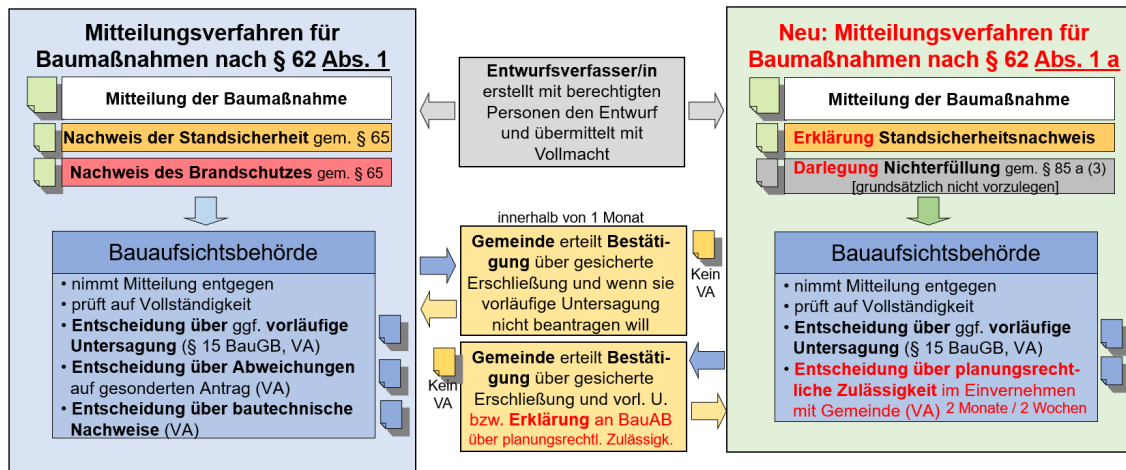 Mitteilungsverfahren für
Baumaßnahmen nach § 62 Abs. 1
Mitteilung der Baumaßnahme
Nachweis der Standsicherheit gem. § 65
Nachweis des Brandschutzes gem. § 65
Bauaufsichtsbehörde
• nimmt Mitteilung entgegen
• prüft auf Vollständigkeit
• Entscheidung über ggf. vorläufige
Untersagung (§ 15 BauGB, VA)
• Entscheidung über Abweichungen
auf gesonderten Antrag (VA)
• Entscheidung über bautechnische
Nachweise (VA)
Entwurfsverfasser/in
erstellt mit berechtigten
Personen den Entwurf
und übermittelt mit
Vollmacht
innerhalb von 1 Monat
Gemeinde erteilt Bestäti-
gung über gesicherte
Erschließung und wenn sie
vorläufige Untersagung
nicht beantragen will
Kein
VA
Kein
VA
Gemeinde erteilt Bestäti-
gung über gesicherte
Erschließung und vorl. U.
bzw. Erklärung an BauAB
über planungsrechtl. Zulässigk.
Neu: Mitteilungsverfahren für
Baumaßnahmen nach § 62 Abs. 1 a
Mitteilung der Baumaßnahme
Erklärung Standsicherheitsnachweis
Darlegung Nichterfüllung gem. § 85 a (3)
[grundsätzlich nicht vorzulegen]
Bauaufsichtsbehörde
• nimmt Mitteilung entgegen
• prüft auf Vollständigkeit
• Entscheidung über ggf. vorläufige
Untersagung (§ 15 BauGB, VA)
• Entscheidung über planungsrecht-
liche Zulässigkeit im Einvernehmen
mit Gemeinde (VA) 2 Monate / 2 Wochen